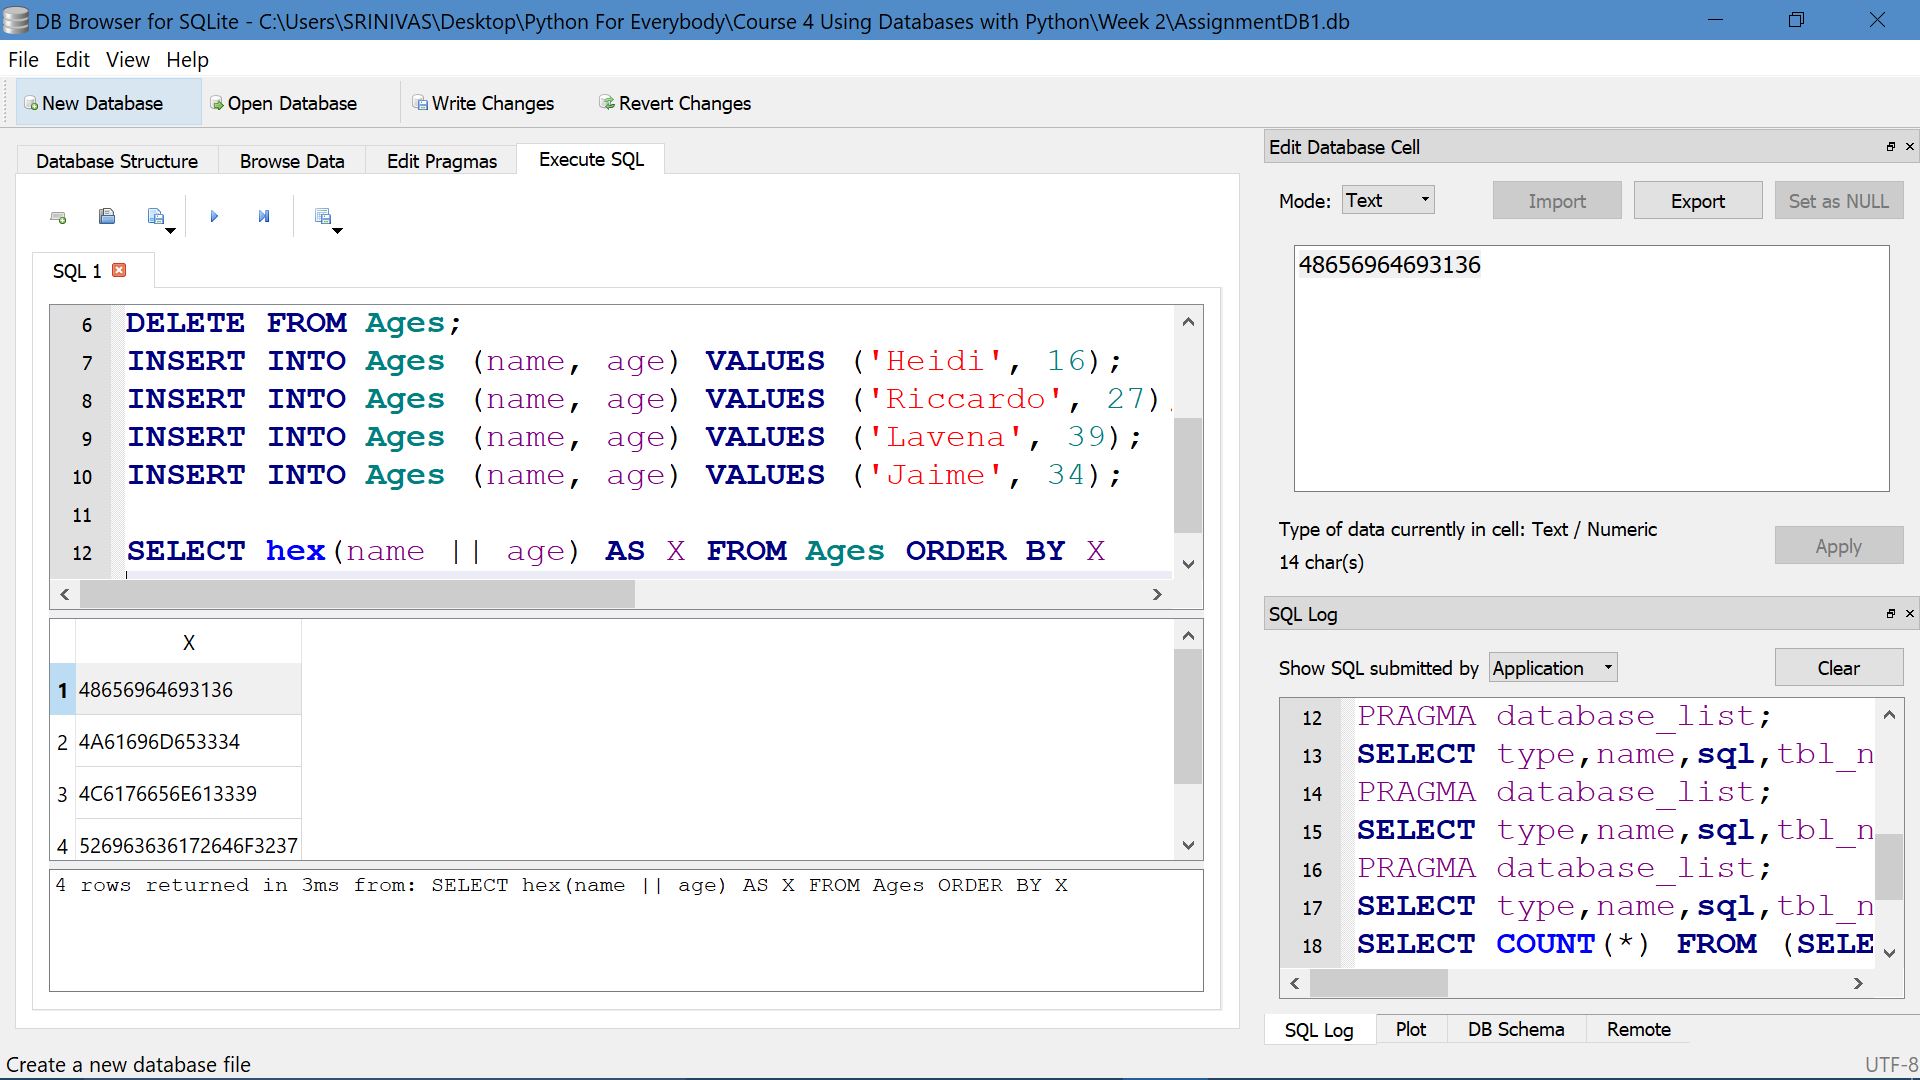 DB Browser for SQLite - C:\Users\SRINIVAS\Desktop\Python For Everybody\Course 4 Using Databases with Python\Week 2\AssignmentDB1.db
File Edit View Help
New Database Open Database Write Changes Revert Changes
Database Structure Browse Data Edit Pragmas Execute SQL
SQL 1
6 DELETE FROM Ages;
7 INSERT INTO Ages (name, age) VALUES ('Heidi', 16);
8 INSERT INTO Ages (name, age) VALUES ('Riccardo', 27)
9 INSERT INTO Ages (name, age) VALUES ('Lavena', 39);
10 INSERT INTO Ages (name, age) VALUES ('Jaime', 34);
11
12 SELECT hex(name || age) AS X FROM Ages ORDER BY X
X
1 48656964693136
2 4A61696D653334
3 4C6176656E613339
4 526963636172646F3237
4 rows returned in 3ms from: SELECT hex(name || age) AS X FROM Ages ORDER BY X
Edit Database Cell
Mode: Text Import Export Set as NULL
48656964693136
Type of data currently in cell: Text / Numeric
14 char(s)
Apply
SQL Log
Show SQL submitted by Application Clear
12 PRAGMA database_list;
13 SELECT type,name,sql,tbl_n
14 PRAGMA database_list;
15 SELECT type,name,sql,tbl_n
16 PRAGMA database_list;
17 SELECT type,name,sql,tbl_n
18 SELECT COUNT(*) FROM (SELE
SQL Log Plot DB Schema Remote
Create a new database file
UTF-8